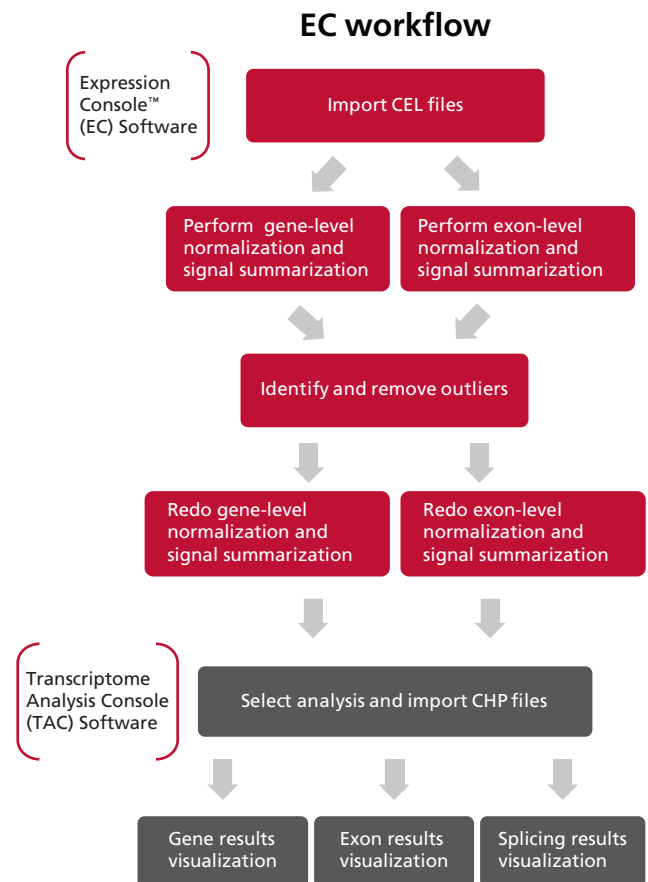 EC workflow
Expression
Console™
(EC) Software
Import CEL files
Perform gene-level
normalization and
signal summarization
Perform exon-level
normalization and
signal summarization
Identify and remove outliers
Redo gene-level
normalization and
signal summarization
Redo exon-level
normalization and
signal summarization
Transcriptome
Analysis Console
(TAC) Software
Select analysis and import CHP files
Gene results
visualization
Exon results
visualization
Splicing results
visualization